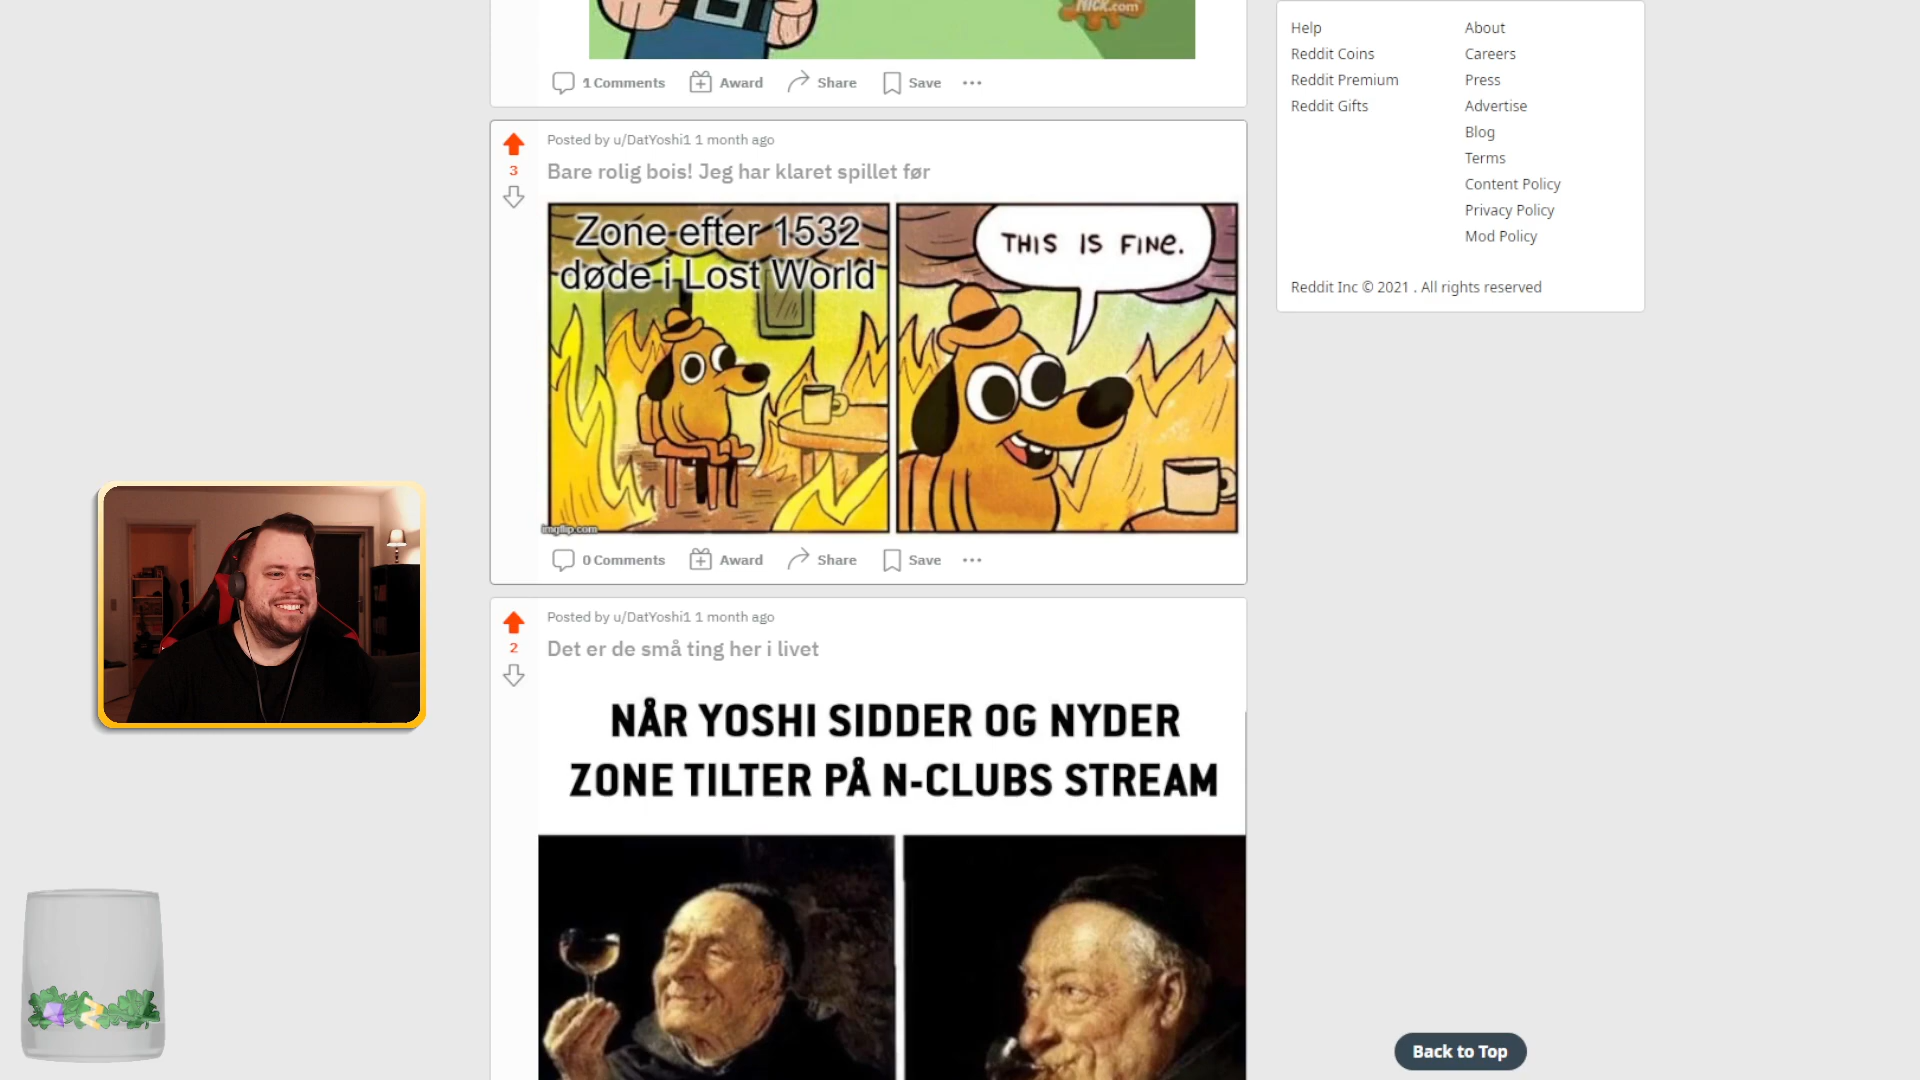 NICK.com
1 Comments
Award
Share
Save
Posted by u/DatYoshi1 1 month ago
3
Bare rolig bois! Jeg har klaret spillet før
Zone efter 1532
døde i Lost World
THIS IS FINE.
imgflip.com
0 Comments
Award
Share
Save
Posted by u/DatYoshi1 1 month ago
2
Det er de små ting her i livet
NÅR YOSHI SIDDER OG NYDER
ZONE TILTER PÅ N-CLUBS STREAM
Help
Reddit Coins
Reddit Premium
Reddit Gifts
About
Careers
Press
Advertise
Blog
Terms
Content Policy
Privacy Policy
Mod Policy
Reddit Inc © 2021 . All rights reserved
Back to Top